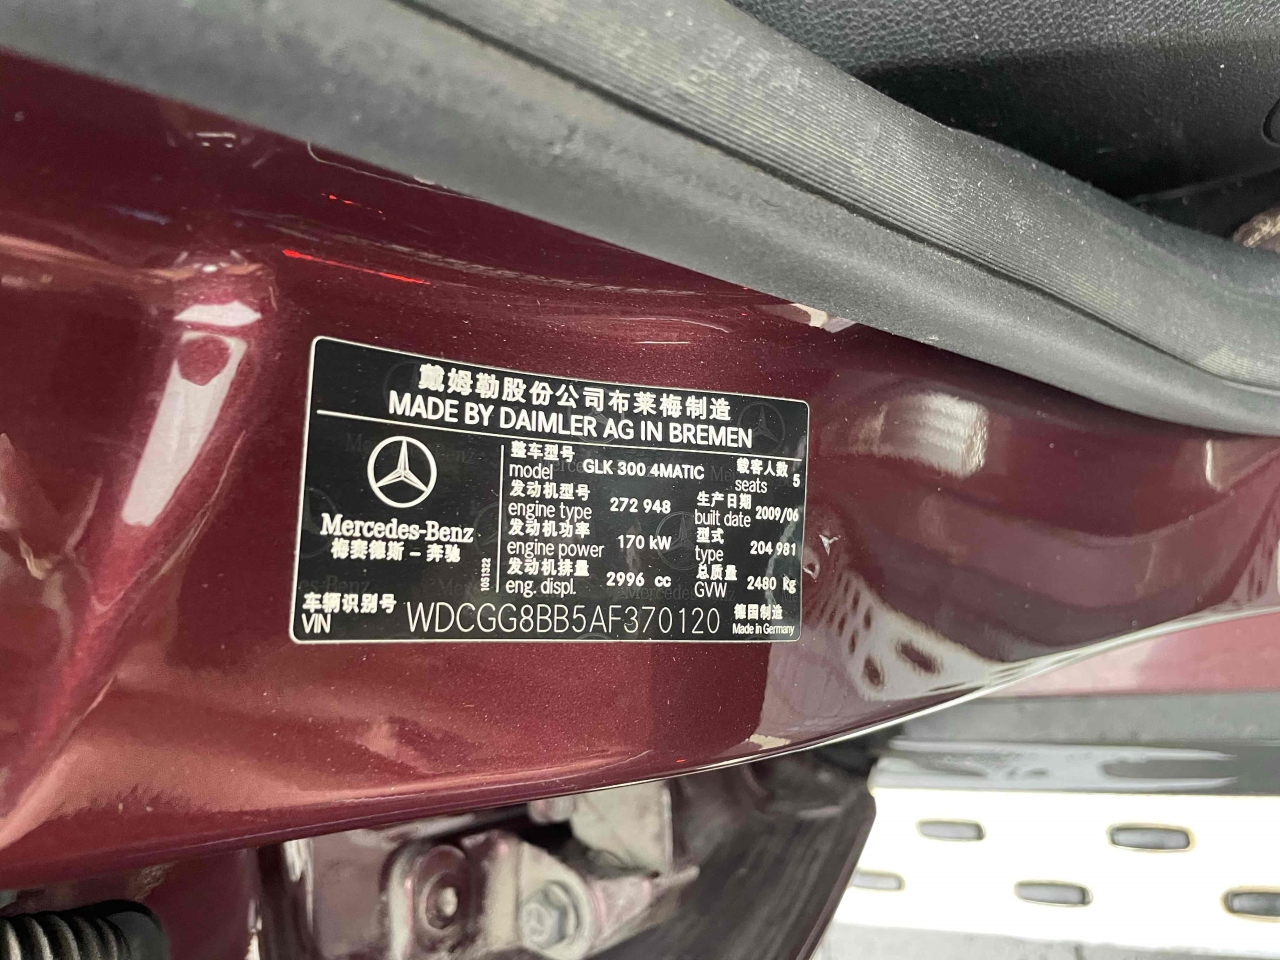 戴姆勒股份公司布莱梅制造
MADE BY DAIMLER AG IN BREMEN
Mercedes-Benz
梅赛德斯 - 奔驰
整车型号
model GLK 300 4MATIC
载客人数
seats 5
发动机型号
engine type 272 948
生产日期
built date 2009/06
发动机功率
engine power 170 kW
型式
type 204 981
发动机排量
eng. displ. 2996 cc
总质量
GVW 2480 kg
1051322
车辆识别号
VIN WDCGG8BB5AF370120
德国制造
Made in Germany